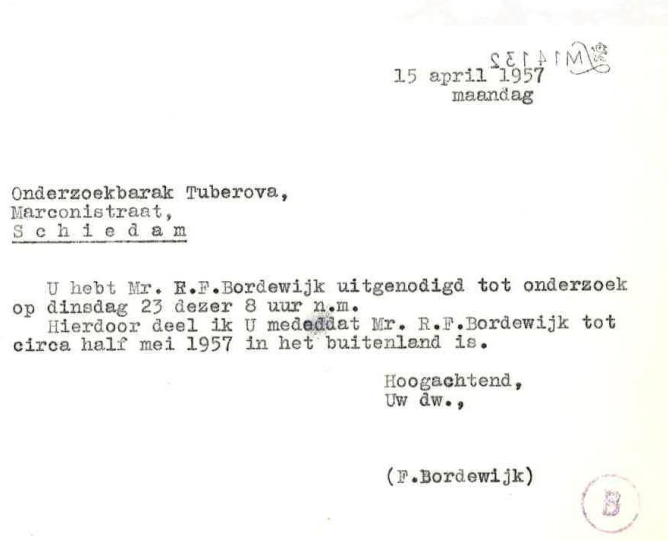 M 14132
15 april 1957
maandag
Onderzoekbarak Tuberova,
Marconistraat,
S c h i e d a m
U hebt Mr. R.F.Bordewijk uitgenodigd tot onderzoek
op dinsdag 23 dezer 8 uur n.m.
Hierdoor deel ik U mededdat Mr. R.F.Bordewijk tot
circa half mei 1957 in het buitenland is.
Hoogachtend,
Uw dw.,
(F.Bordewijk)
B